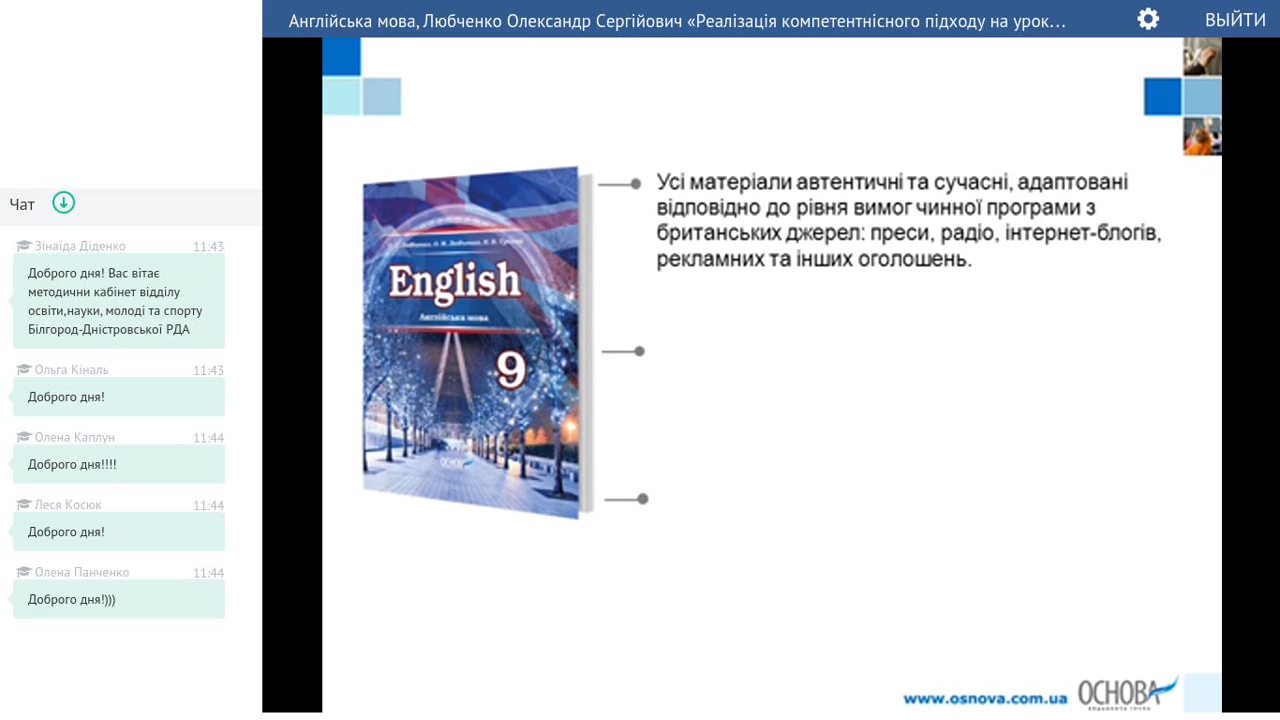 Англійська мова, Любченко Олександр Сергійович «Реалізація компетентнісного підходу на урок...
ВЫЙТИ
Чат
Зінаїда Діденко 11:43
Доброго дня! Вас вітає
методични кабінет відділу
освіти,науки, молоді та спорту
Білгород-Дністровської РДА
Ольга Кіналь 11:43
Доброго дня!
Олена Каплун 11:44
Доброго дня!!!!
Леся Косюк 11:44
Доброго дня!
Олена Панченко 11:44
Доброго дня!)))
Усі матеріали автентичні та сучасні, адаптовані
відповідно до рівня вимог чинної програми з
британських джерел: преси, радіо, інтернет-блогів,
рекламних та інших оголошень.
English
Англійська мова
9
ОСНОВА
www.osnova.com.ua
ОСНОВА